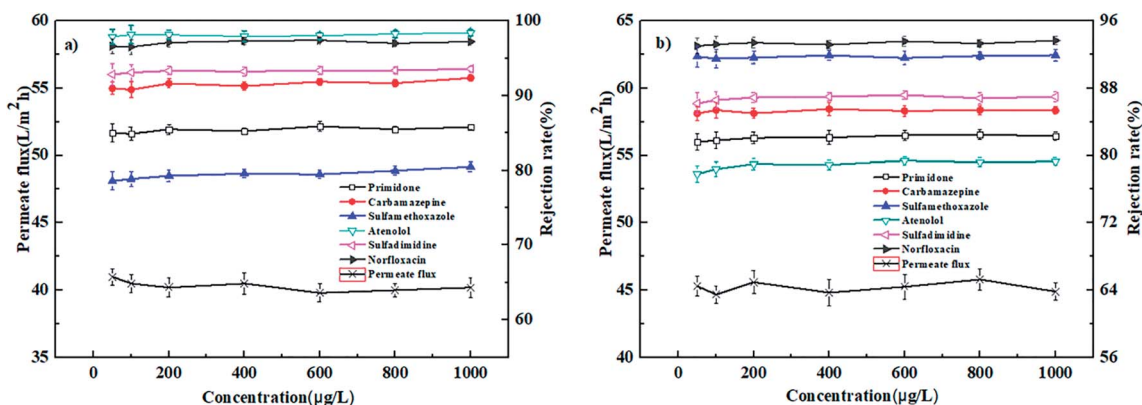 a)
60
55
50
45
40
35
Permeate flux(L/m²h)
100
90
80
70
60
Rejection rate(%)
Primidone
Carbamazepine
Sulfamethoxazole
Atenolol
Sulfadimidine
Norfloxacin
Permeate flux
0 200 400 600 800 1000
Concentration(µg/L)
b)
65
60
55
50
45
40
Permeate flux(L/m²h)
96
88
80
72
64
56
Rejection rate(%)
Primidone
Carbamazepine
Sulfamethoxazole
Atenolol
Sulfadimidine
Norfloxacin
Permeate flux
0 200 400 600 800 1000
Concentration(µg/L)